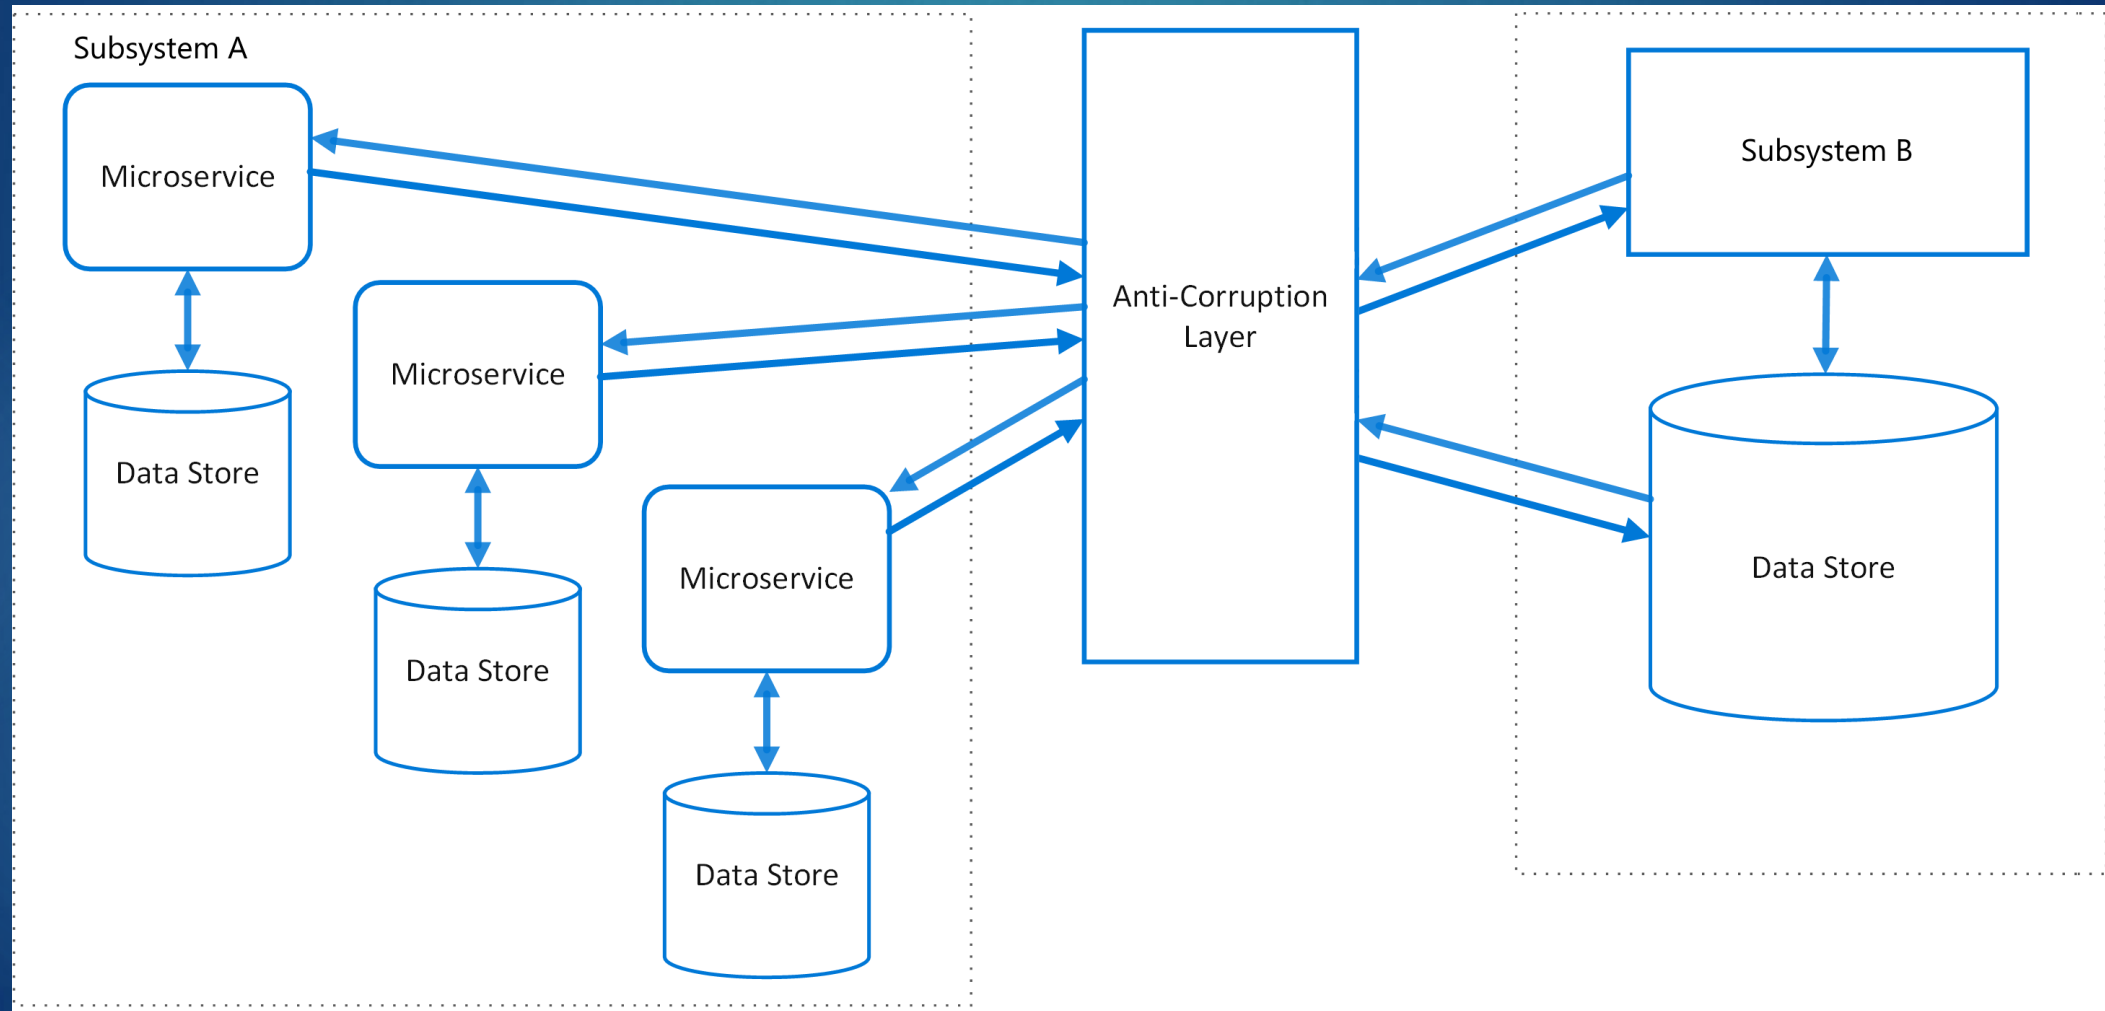 Subsystem A
Microservice
Data Store
Microservice
Data Store
Microservice
Data Store
Anti-Corruption
Layer
Subsystem B
Data Store